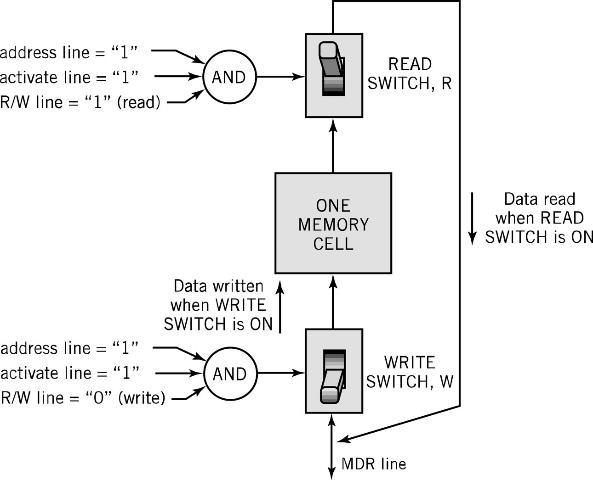 address line = “1”
activate line = “1”
R/W line = “1” (read)
AND
READ
SWITCH, R
ONE
MEMORY
CELL
Data read
when READ
SWITCH is ON
Data written
when WRITE
SWITCH is ON
address line = “1”
activate line = “1”
R/W line = “0” (write)
AND
WRITE
SWITCH, W
MDR line